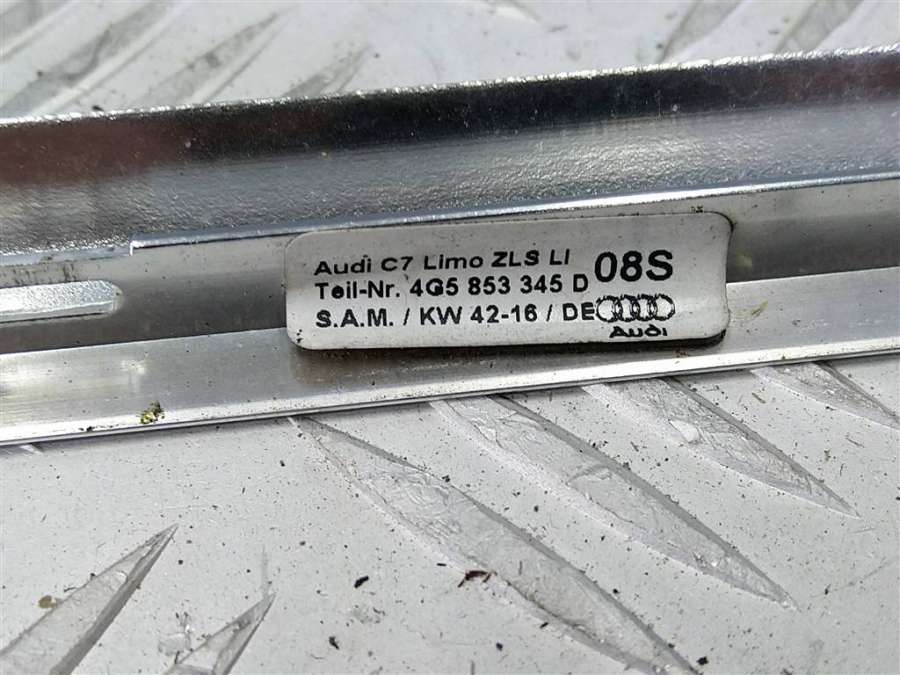 Audi C7 Limo ZLS LI 08S
Teil-Nr. 4G5 853 345 D
S.A.M. / KW 42-16 / DE
Audi